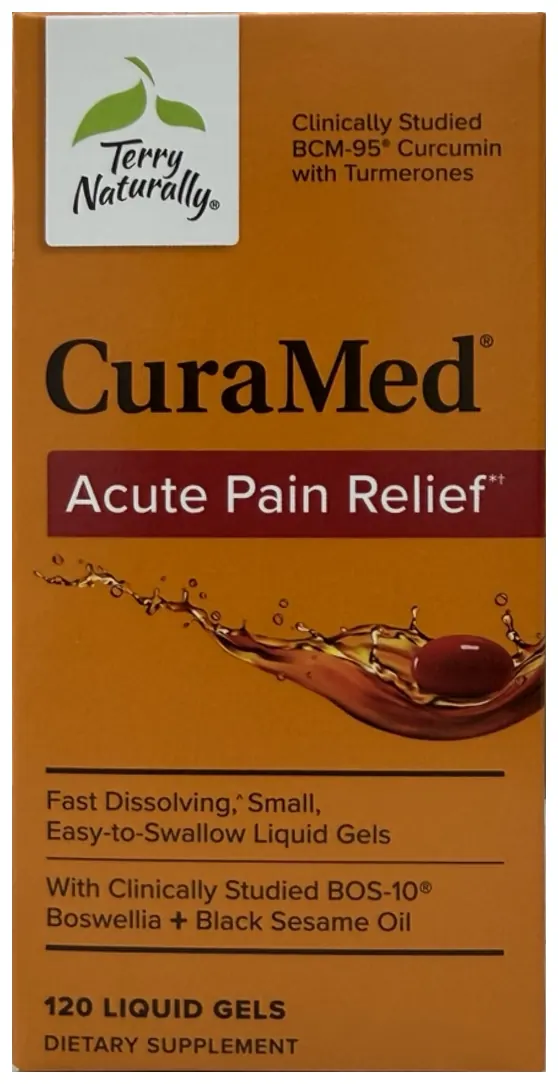 Terry
Naturally®
Clinically Studied
BCM-95® Curcumin
with Turmerones
CuraMed®
Acute Pain Relief*†
Fast Dissolving,^ Small,
Easy-to-Swallow Liquid Gels
With Clinically Studied BOS-10®
Boswellia + Black Sesame Oil
120 LIQUID GELS
DIETARY SUPPLEMENT